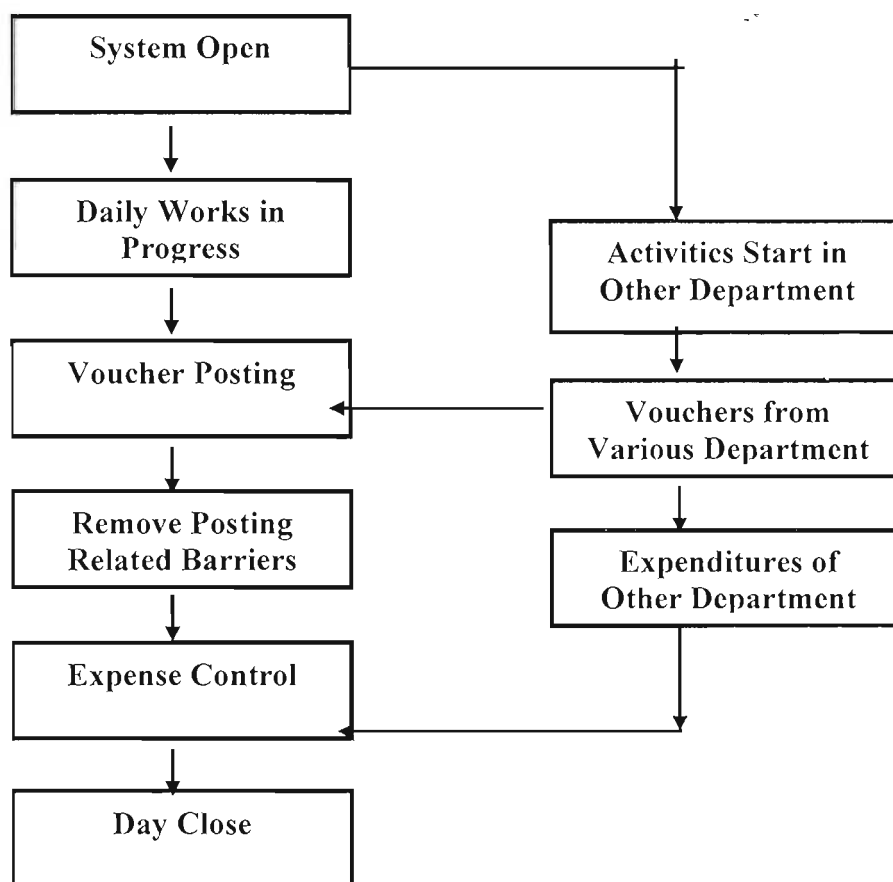 System Open
Daily Works in
Progress
Activities Start in
Other Department
Voucher Posting
Vouchers from
Various Department
Remove Posting
Related Barriers
Expenditures of
Other Department
Expense Control
Day Close